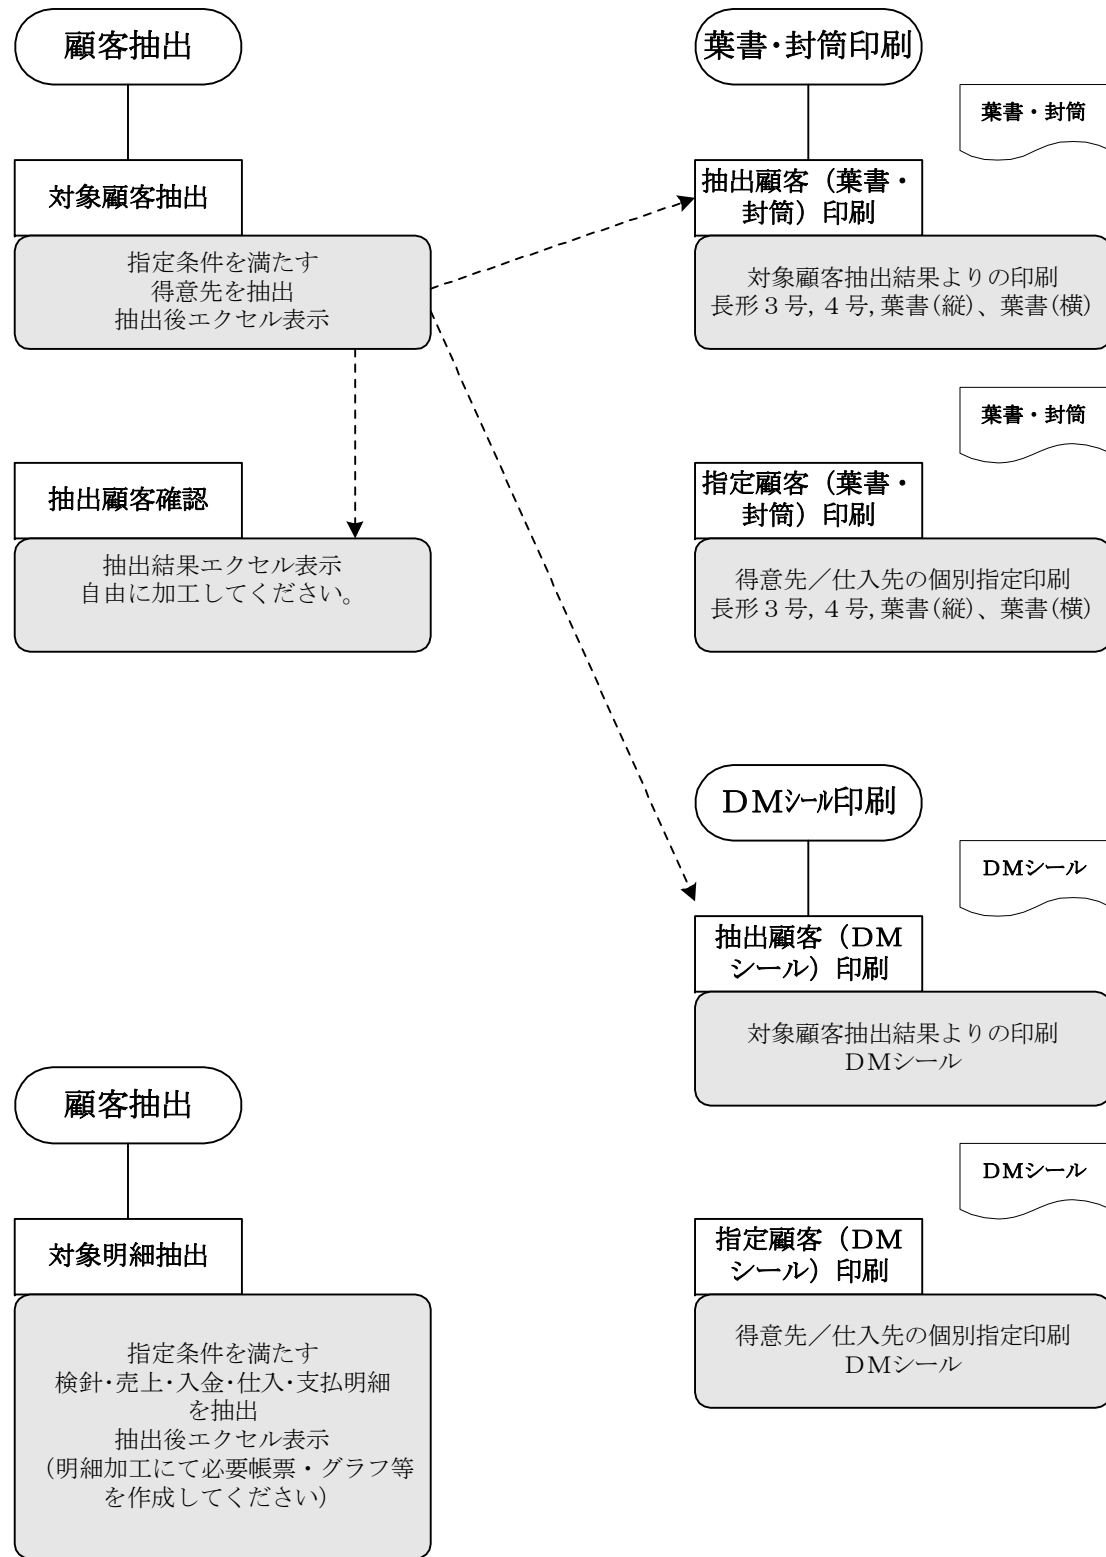 顧客抽出
対象顧客抽出
指定条件を満たす
得意先を抽出
抽出後エクセル表示
抽出顧客確認
抽出結果エクセル表示
自由に加工してください。
葉書・封筒印刷
葉書・封筒
抽出顧客（葉書・
封筒）印刷
対象顧客抽出結果よりの印刷
長形３号，４号，葉書(縦)、葉書(横)
葉書・封筒
指定顧客（葉書・
封筒）印刷
得意先／仕入先の個別指定印刷
長形３号，４号，葉書(縦)、葉書(横)
ＤＭｼｰﾙ印刷
ＤＭシール
抽出顧客（ＤＭ
シール）印刷
対象顧客抽出結果よりの印刷
ＤＭシール
ＤＭシール
指定顧客（ＤＭ
シール）印刷
得意先／仕入先の個別指定印刷
ＤＭシール
顧客抽出
対象明細抽出
指定条件を満たす
検針・売上・入金・仕入・支払明細
を抽出
抽出後エクセル表示
（明細加工にて必要帳票・グラフ等
を作成してください）